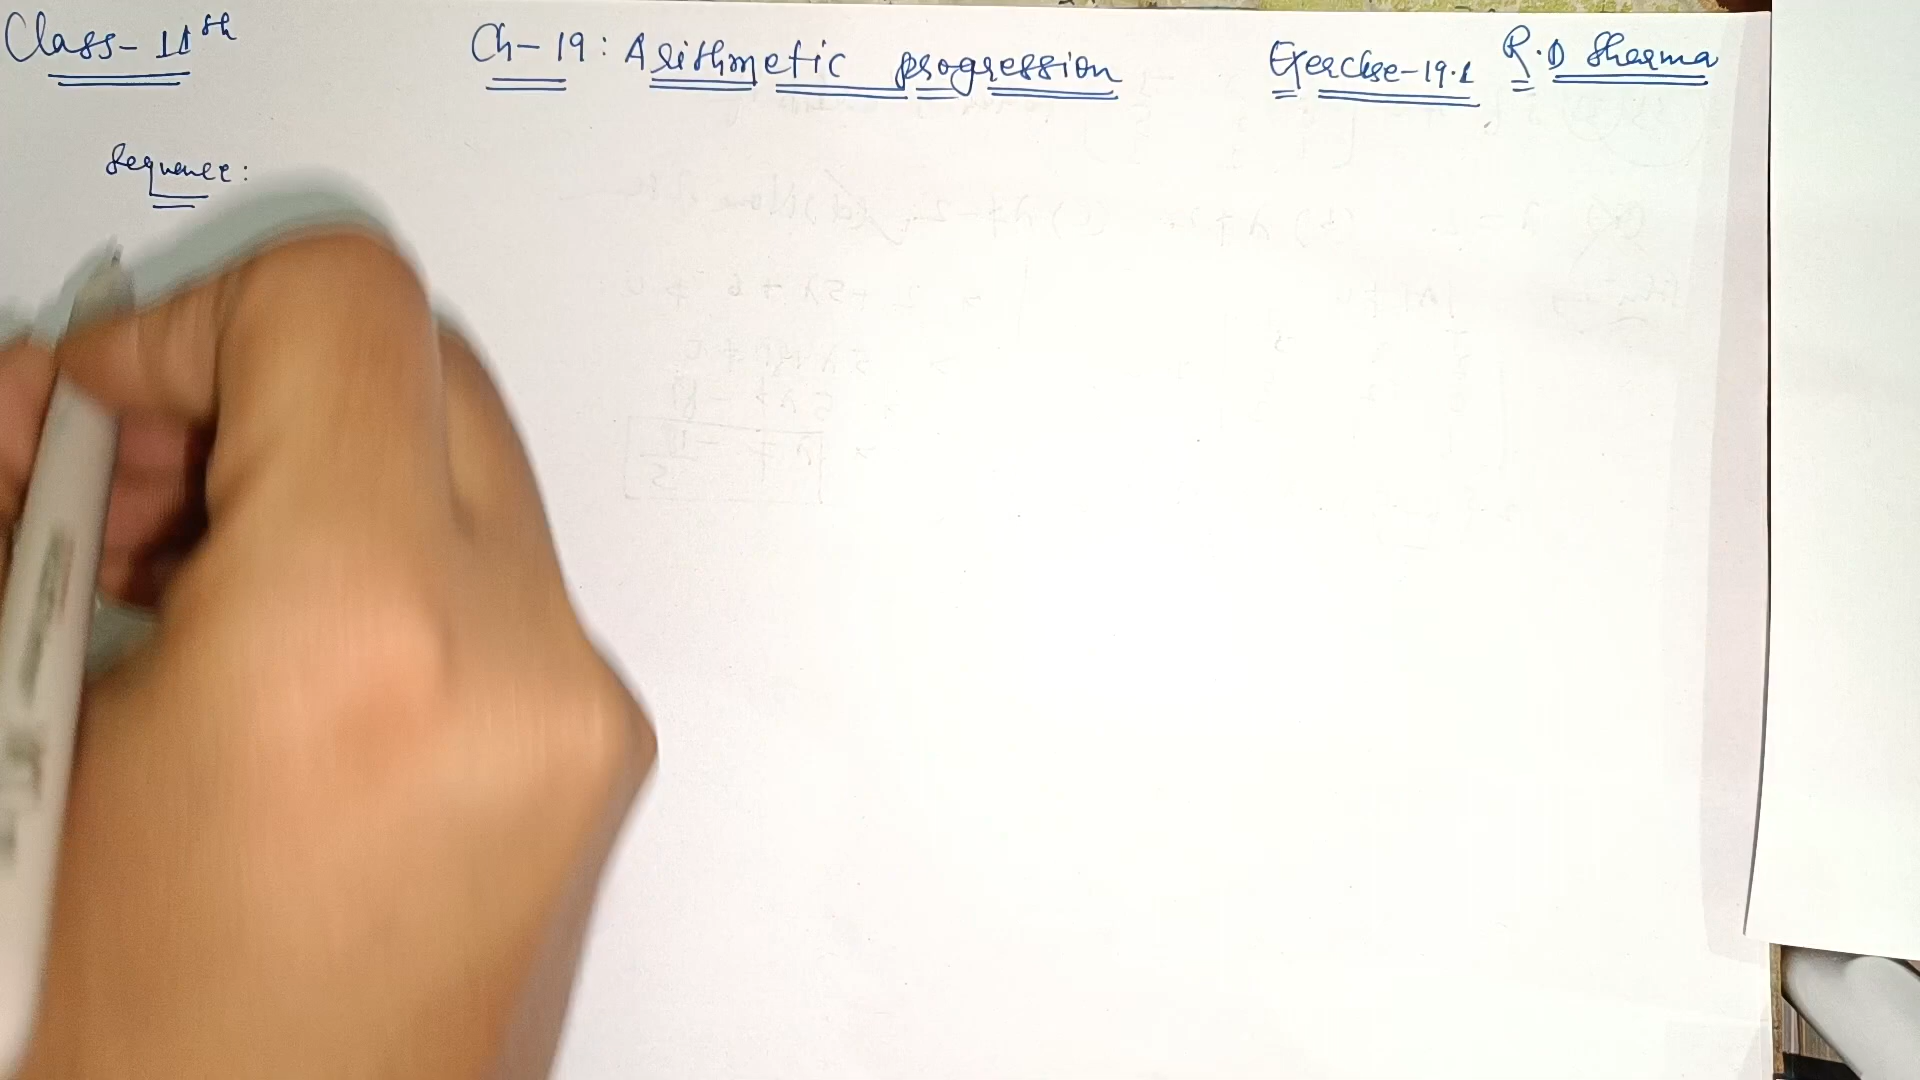 Class-11th Ch-19: Arithmetic progression Exercise-19.1 R.D Sharma
Sequence: